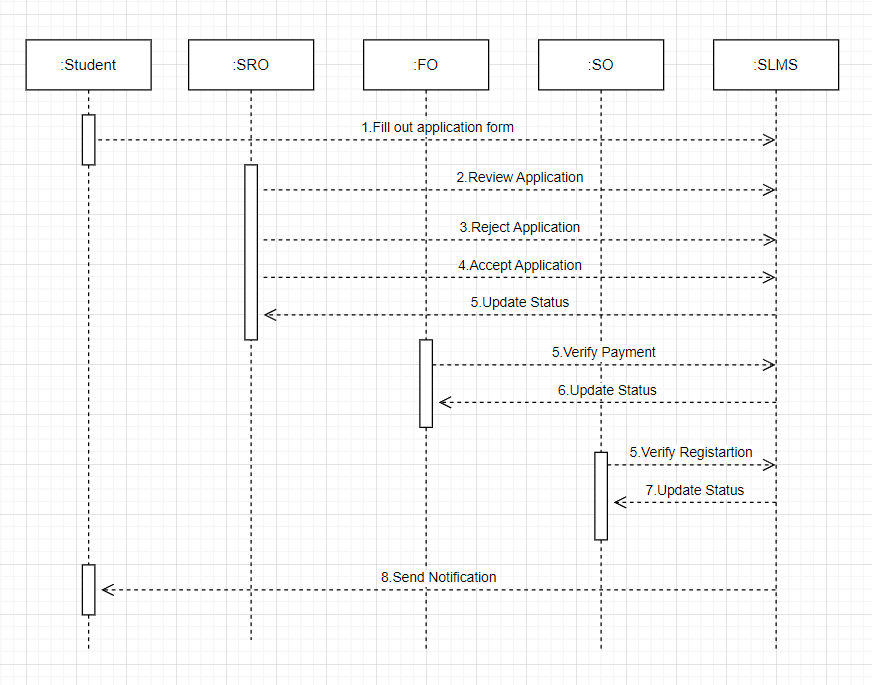 :Student
:SRO
:FO
:SO
:SLMS
1.Fill out application form
2.Review Application
3.Reject Application
4.Accept Application
5.Update Status
5.Verify Payment
6.Update Status
5.Verify Registartion
7.Update Status
8.Send Notification